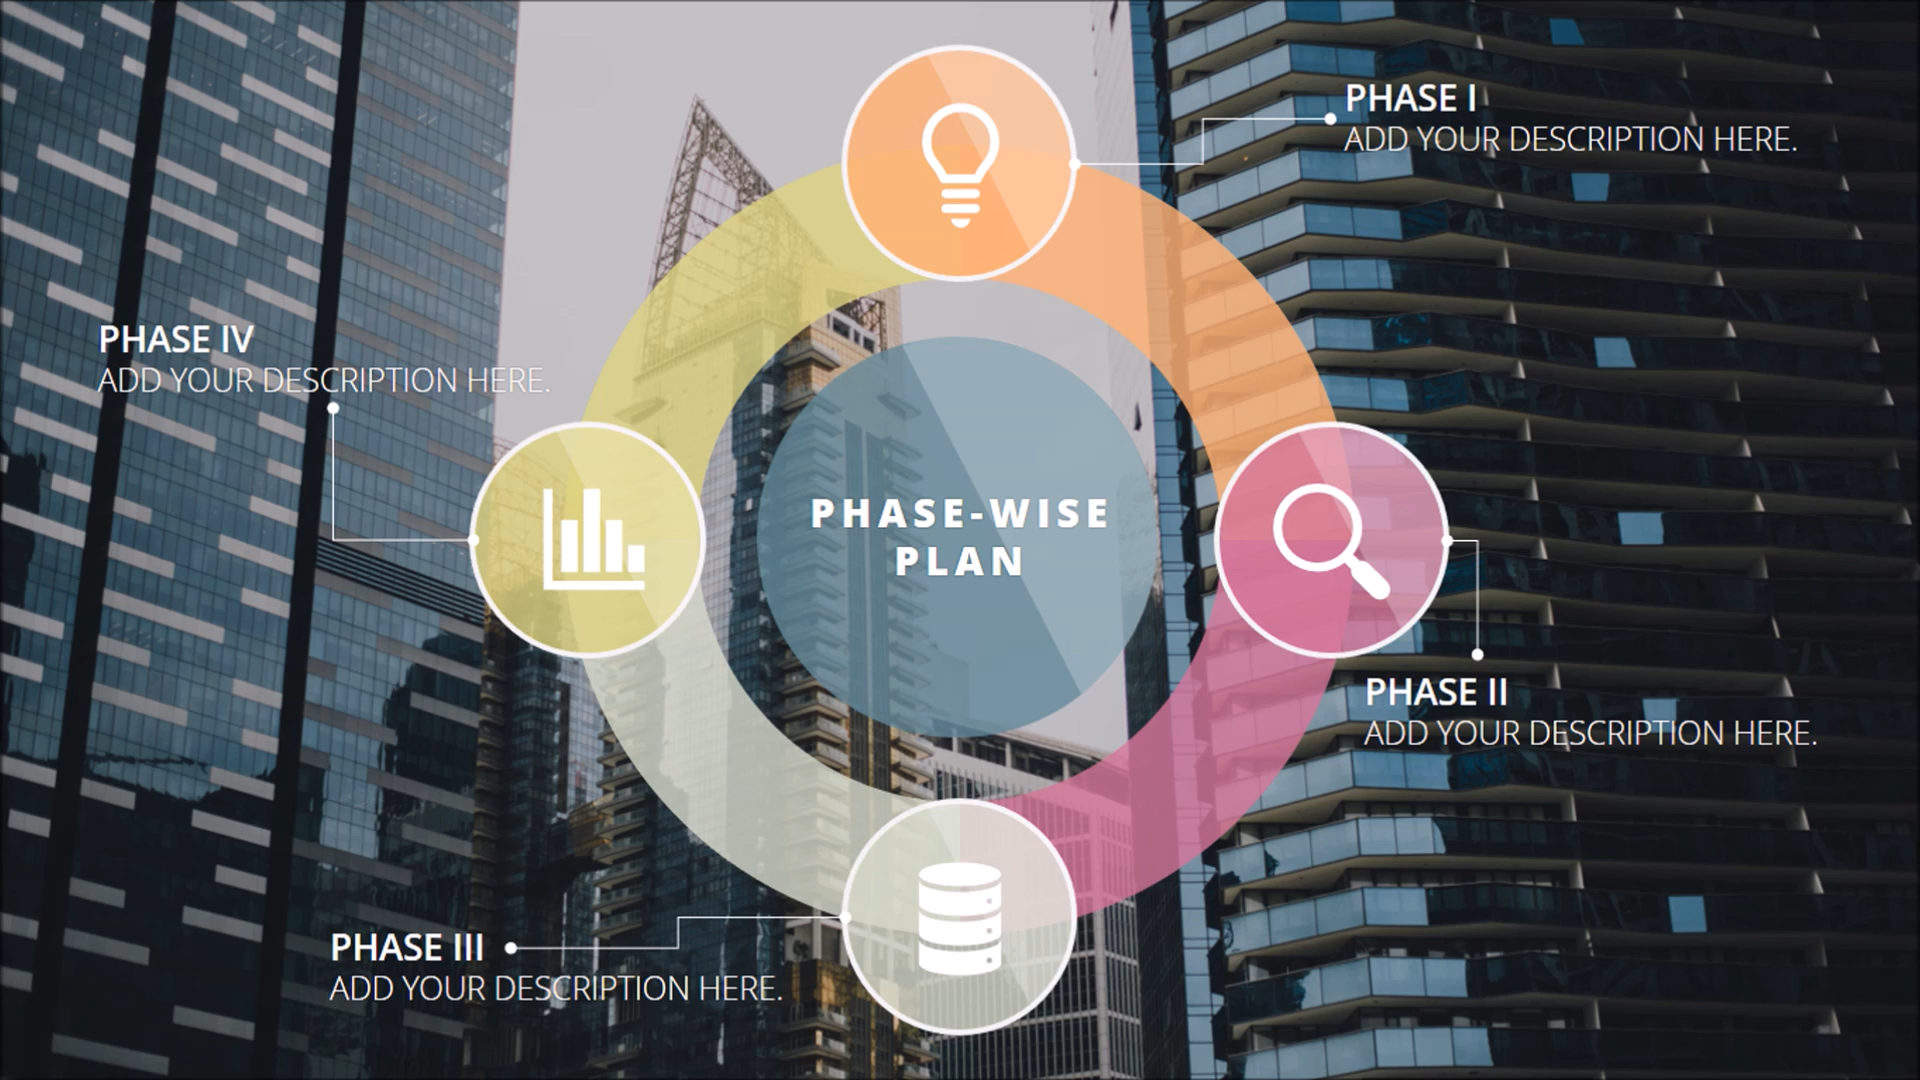 PHASE I
ADD YOUR DESCRIPTION HERE.
PHASE IV
ADD YOUR DESCRIPTION HERE.
PHASE-WISE
PLAN
PHASE II
ADD YOUR DESCRIPTION HERE.
PHASE III
ADD YOUR DESCRIPTION HERE.